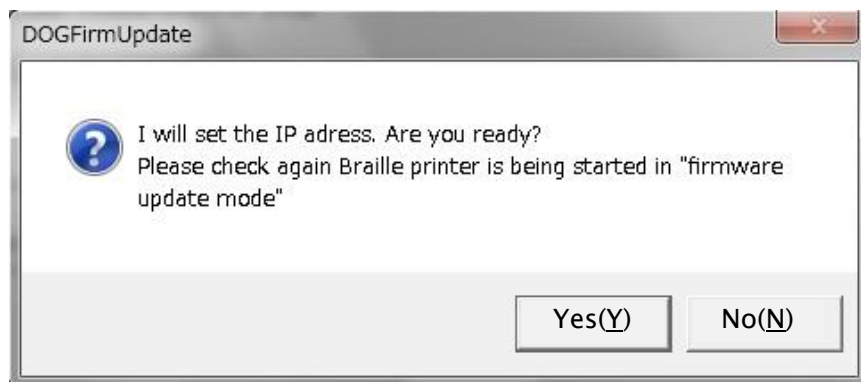 DOGFirmUpdate
I will set the IP adress. Are you ready?
Please check again Braille printer is being started in "firmware
update mode"
Yes(Y)
No(N)